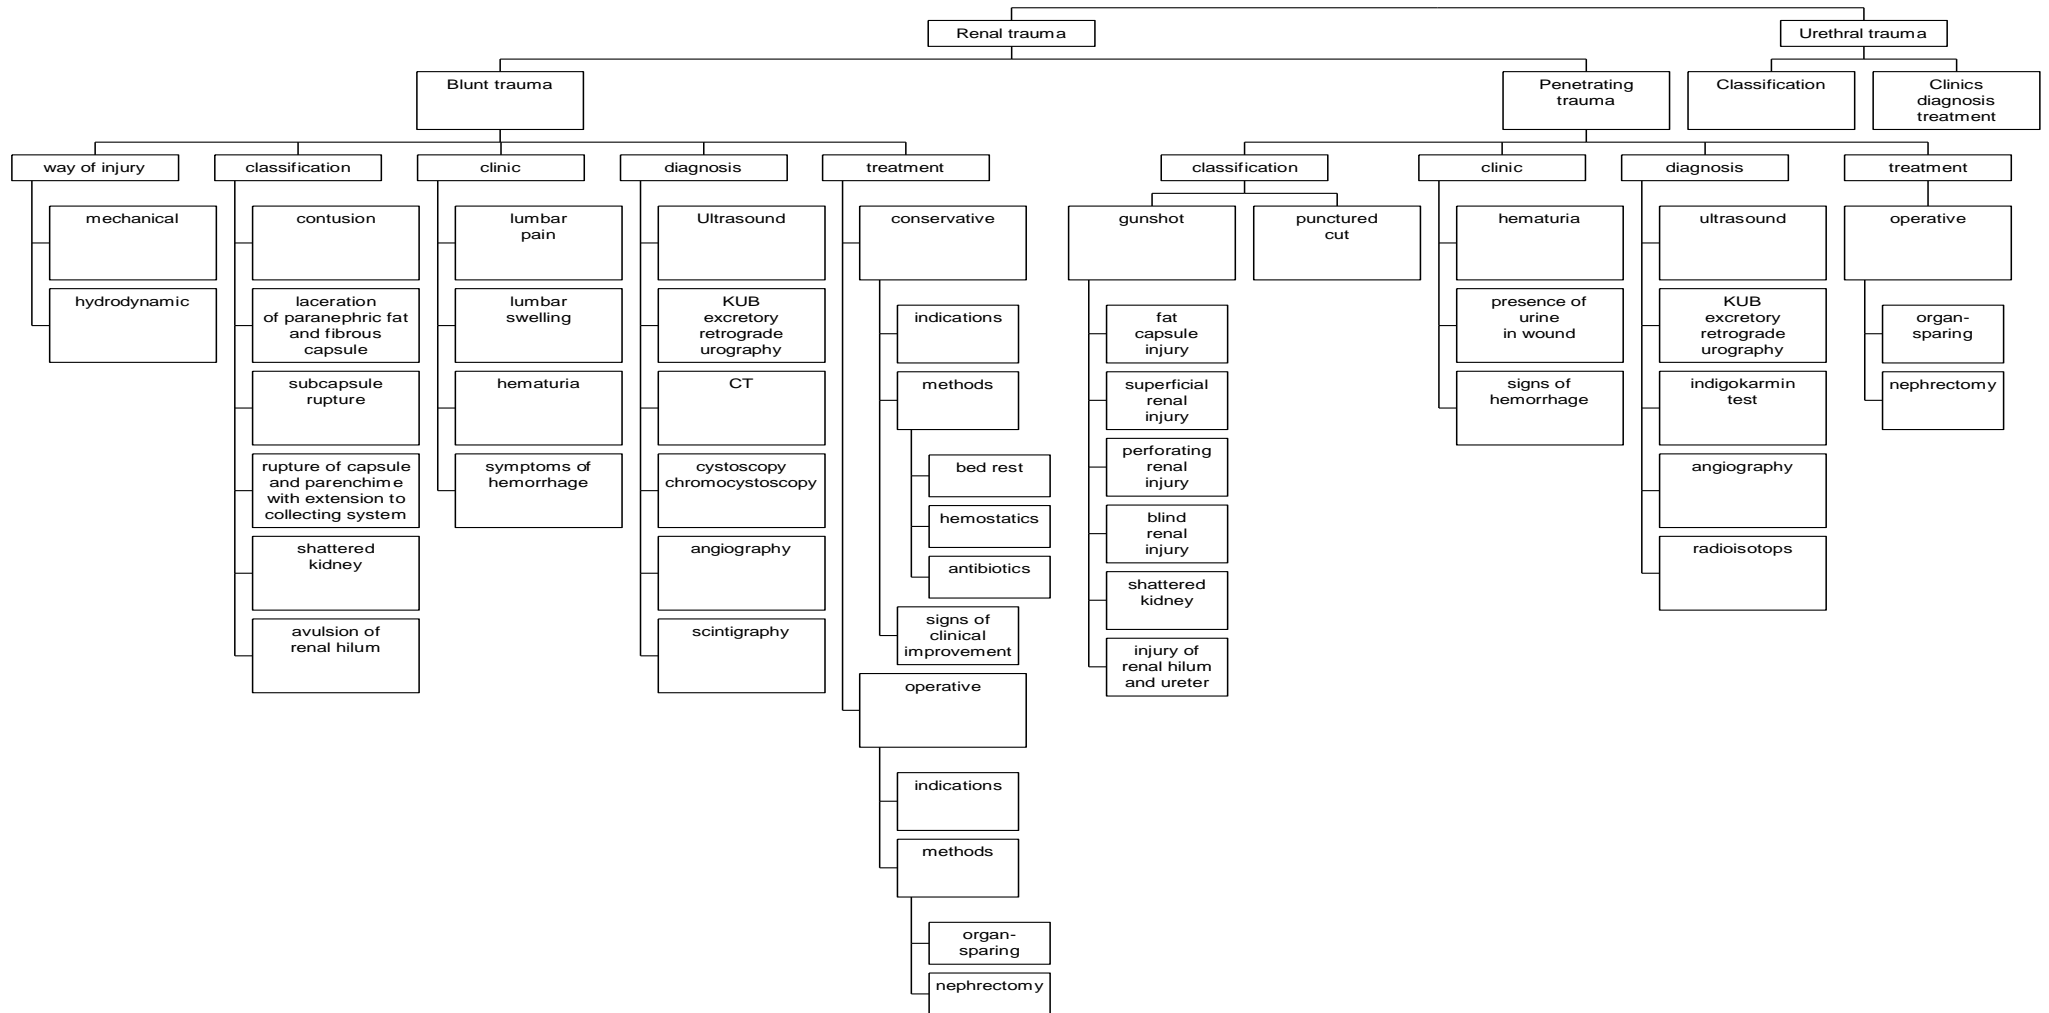 Renal trauma
Urethral trauma
Blunt trauma
Penetrating
trauma
Classification
Clinics
diagnosis
treatment
way of injury
classification
clinic
diagnosis
treatment
classification
clinic
diagnosis
treatment
mechanical
hydrodynamic
contusion
laceration
of paranephric fat
and fibrous
capsule
subcapsule
rupture
rupture of capsule
and parenchime
with extension to
collecting system
shattered
kidney
avulsion of
renal hilum
lumbar
pain
lumbar
swelling
hematuria
symptoms of
hemorrhage
Ultrasound
KUB
excretory
retrograde
urography
CT
cystoscopy
chromocystoscopy
angiography
scintigraphy
conservative
indications
methods
bed rest
hemostatics
antibiotics
signs of
clinical
improvement
operative
indications
methods
organ-
sparing
nephrectomy
gunshot
fat
capsule
injury
superficial
renal
injury
perforating
renal
injury
blind
renal
injury
shattered
kidney
injury of
renal hilum
and ureter
punctured
cut
hematuria
presence of
urine
in wound
signs of
hemorrhage
ultrasound
KUB
excretory
retrograde
urography
indigokarmin
test
angiography
radioisotops
operative
organ-
sparing
nephrectomy